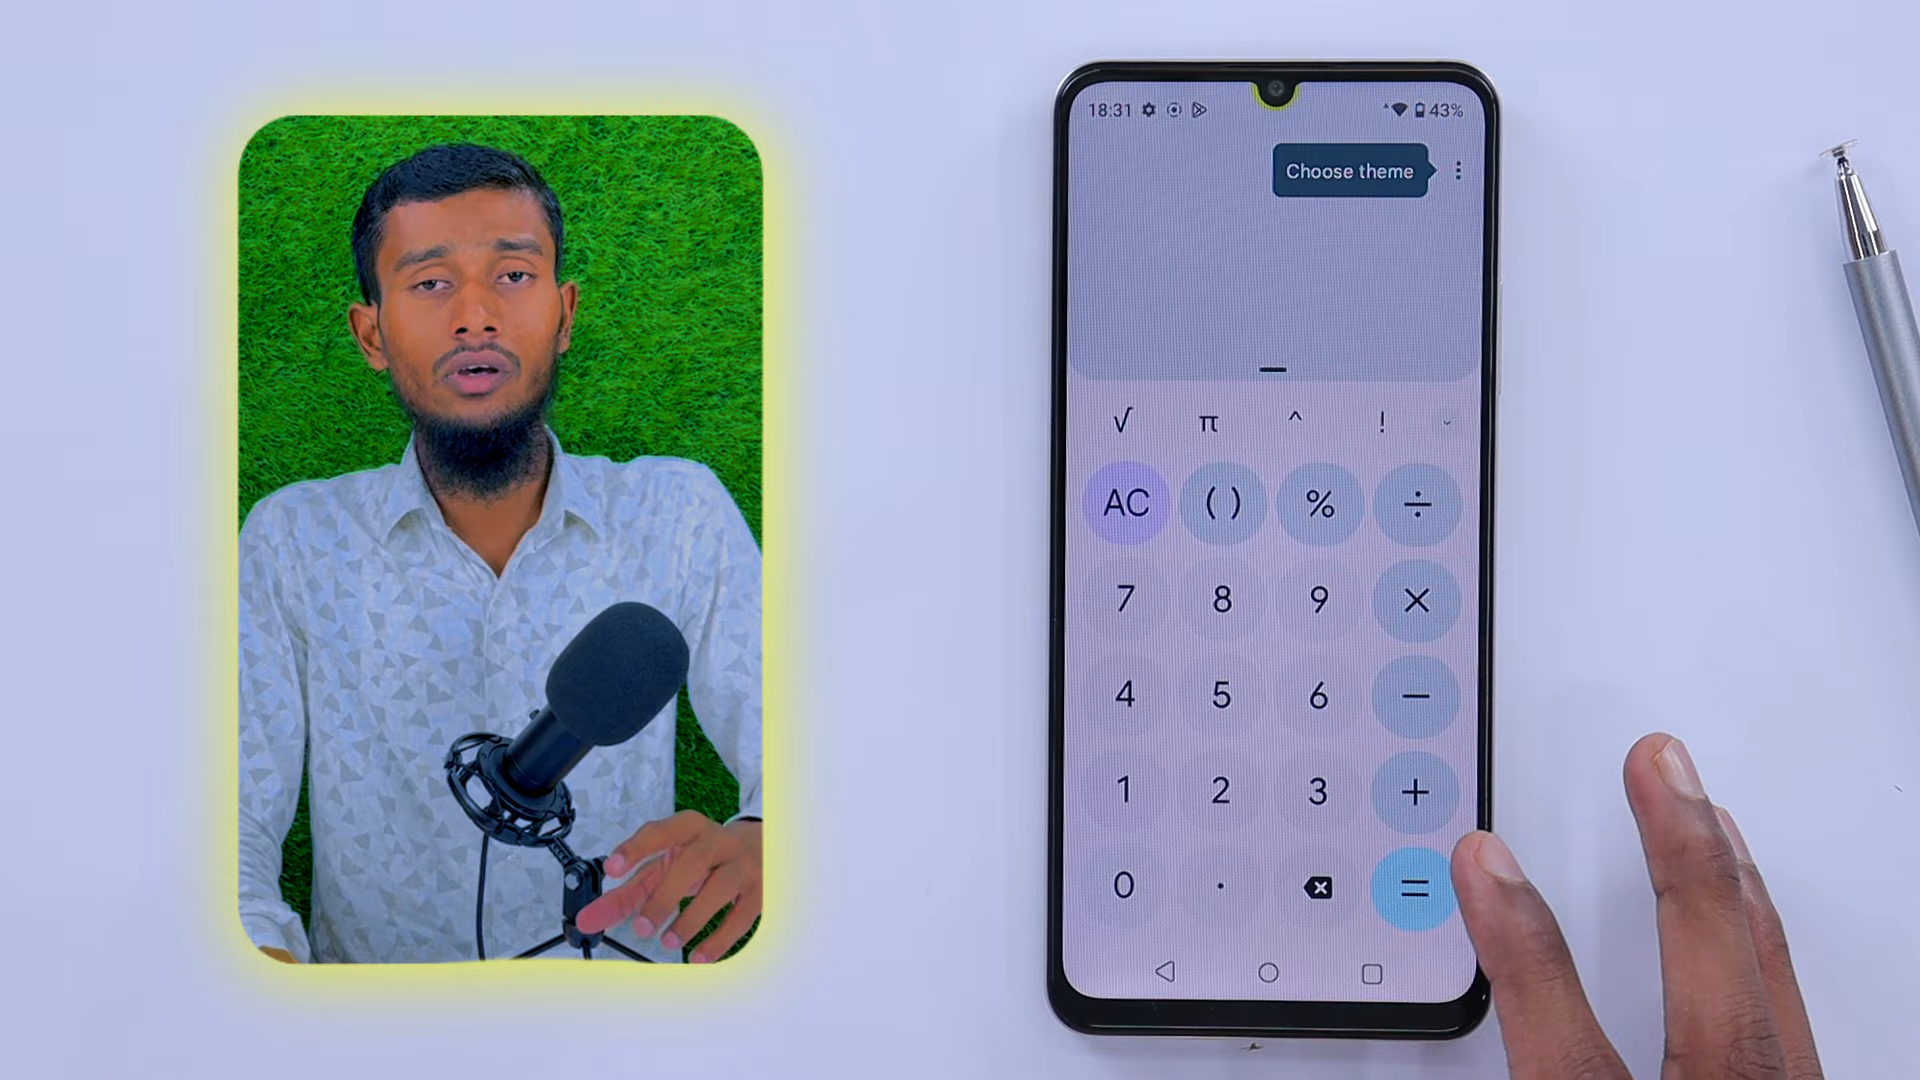 18:31 43%
Choose theme
√ π ^ !
AC ( ) % ÷
7 8 9 ×
4 5 6 −
1 2 3 +
0 . =